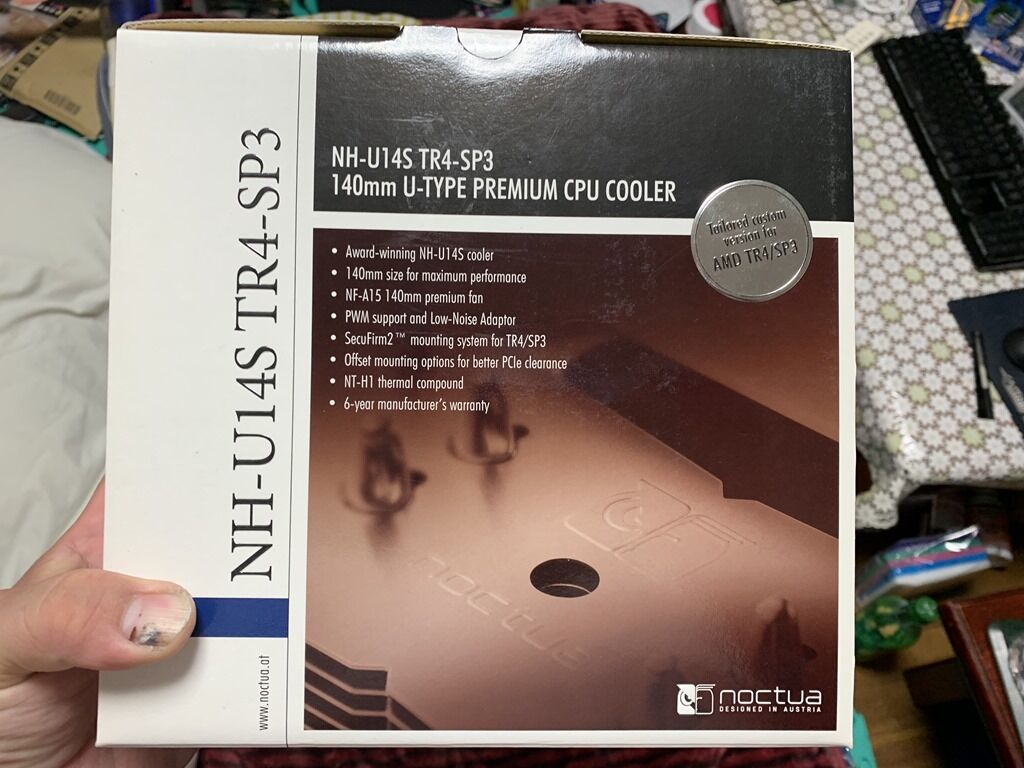 NH-U14S TR4-SP3
www.noctua.at
NH-U14S TR4-SP3
140mm U-TYPE PREMIUM CPU COOLER
Tailored custom
version for
AMD TR4/SP3
• Award-winning NH-U14S cooler
• 140mm size for maximum performance
• NF-A15 140mm premium fan
• PWM support and Low-Noise Adaptor
• SecuFirm2™ mounting system for TR4/SP3
• Offset mounting options for better PCIe clearance
• NT-H1 thermal compound
• 6-year manufacturer's warranty
noctua
noctua
DESIGNED IN AUSTRIA